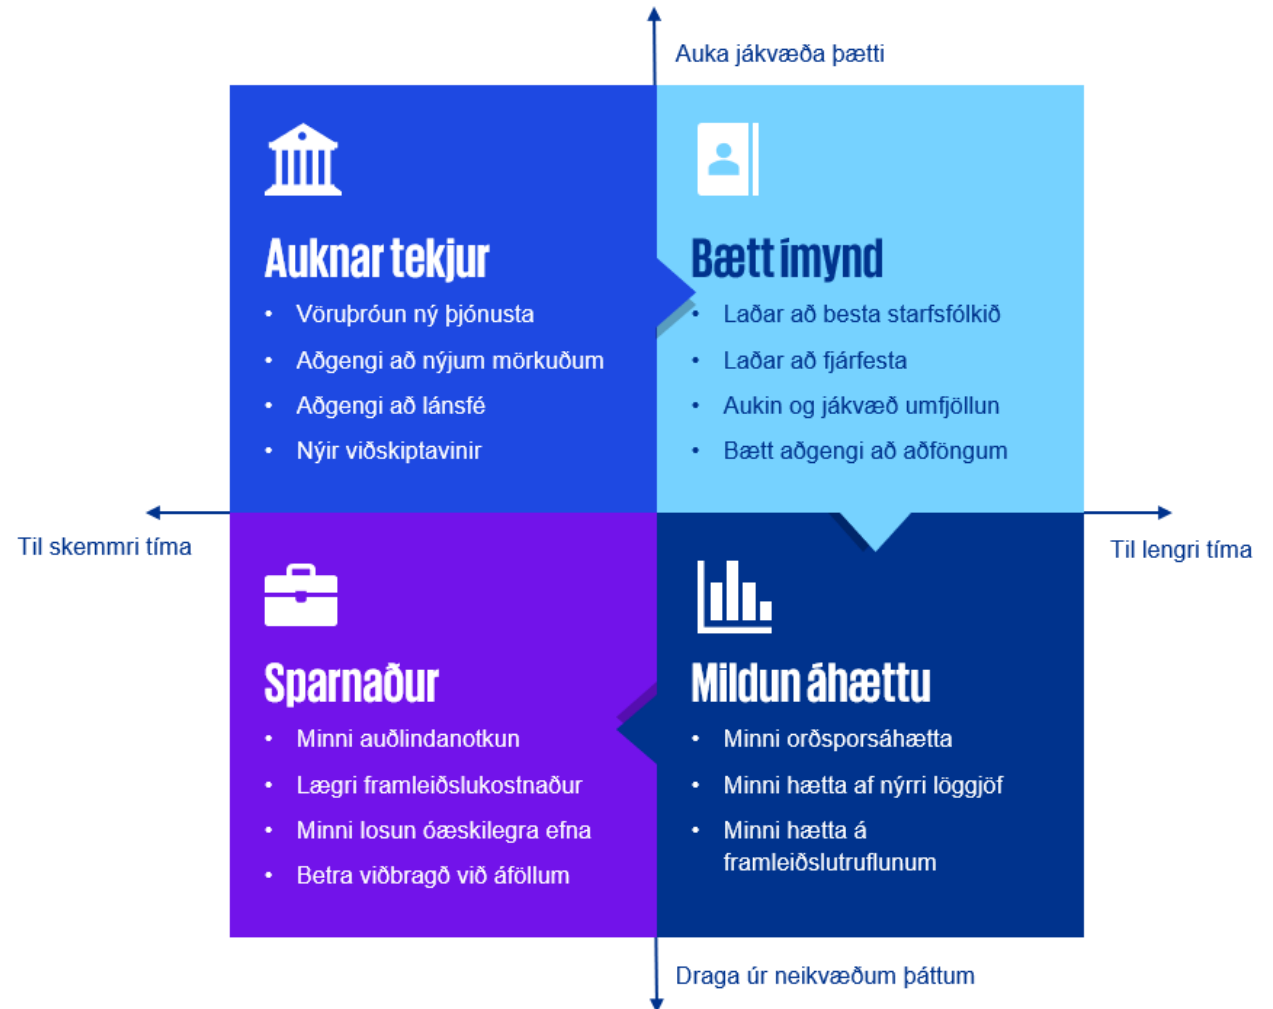 Auka jákvæða þætti
Auknar tekjur
• Vöruþróun ný þjónusta
• Aðgengi að nýjum mörkuðum
• Aðgengi að lánsfé
• Nýir viðskiptavinir
Bætt ímynd
• Laðar að besta starfsfólkið
• Laðar að fjárfesta
• Aukin og jákvæð umfjöllun
• Bætt aðgengi að aðföngum
Til skemmri tíma
Til lengri tíma
Sparnaður
• Minni auðlindanotkun
• Lægri framleiðslukostnaður
• Minni losun óæskilegra efna
• Betra viðbragð við áföllum
Mildun áhættu
• Minni orðsporsáhætta
• Minni hætta af nýrri löggjöf
• Minni hætta á
framleiðslutruflunum
Draga úr neikvæðum þáttum